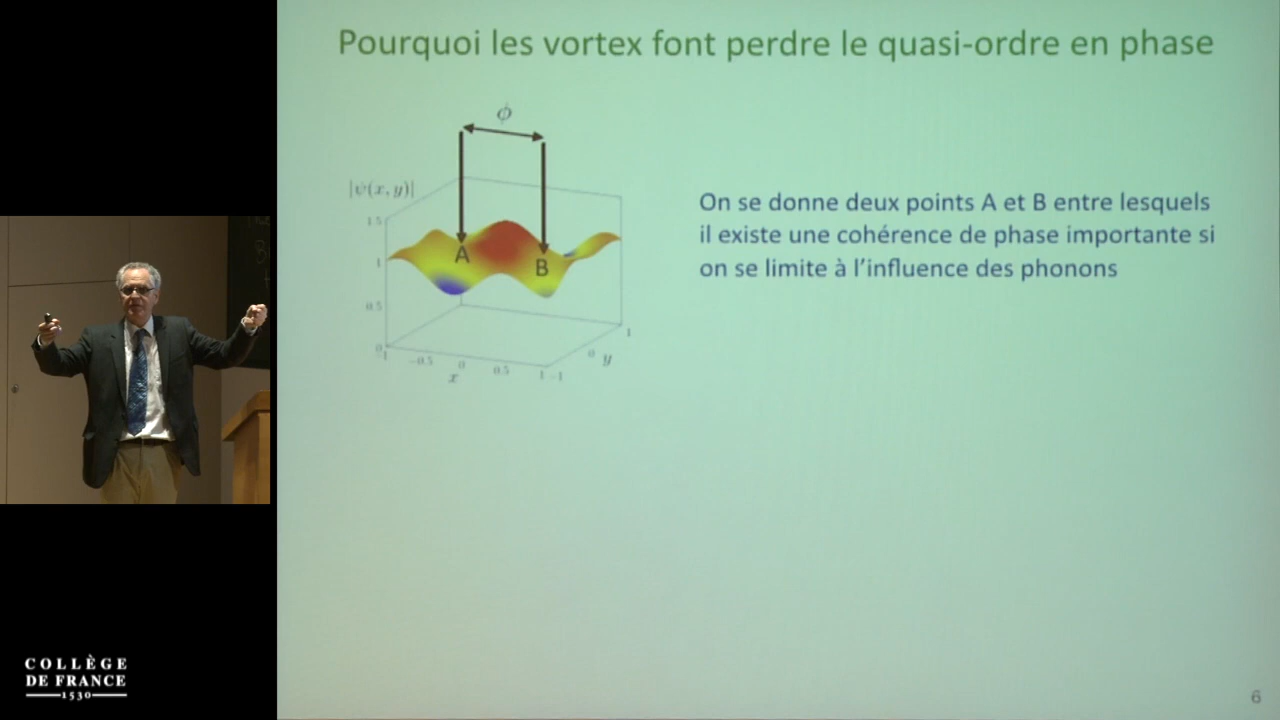 Pourquoi les vortex font perdre le quasi-ordre en phase
ϕ
|ψ(x, y)|
1.5
1
0.5
0
A
B
1
-0.5
0
0.5
1
-1
0
1
x
y
On se donne deux points A et B entre lesquels
il existe une cohérence de phase importante si
on se limite à l'influence des phonons
COLLÈGE
DE FRANCE
1530
6